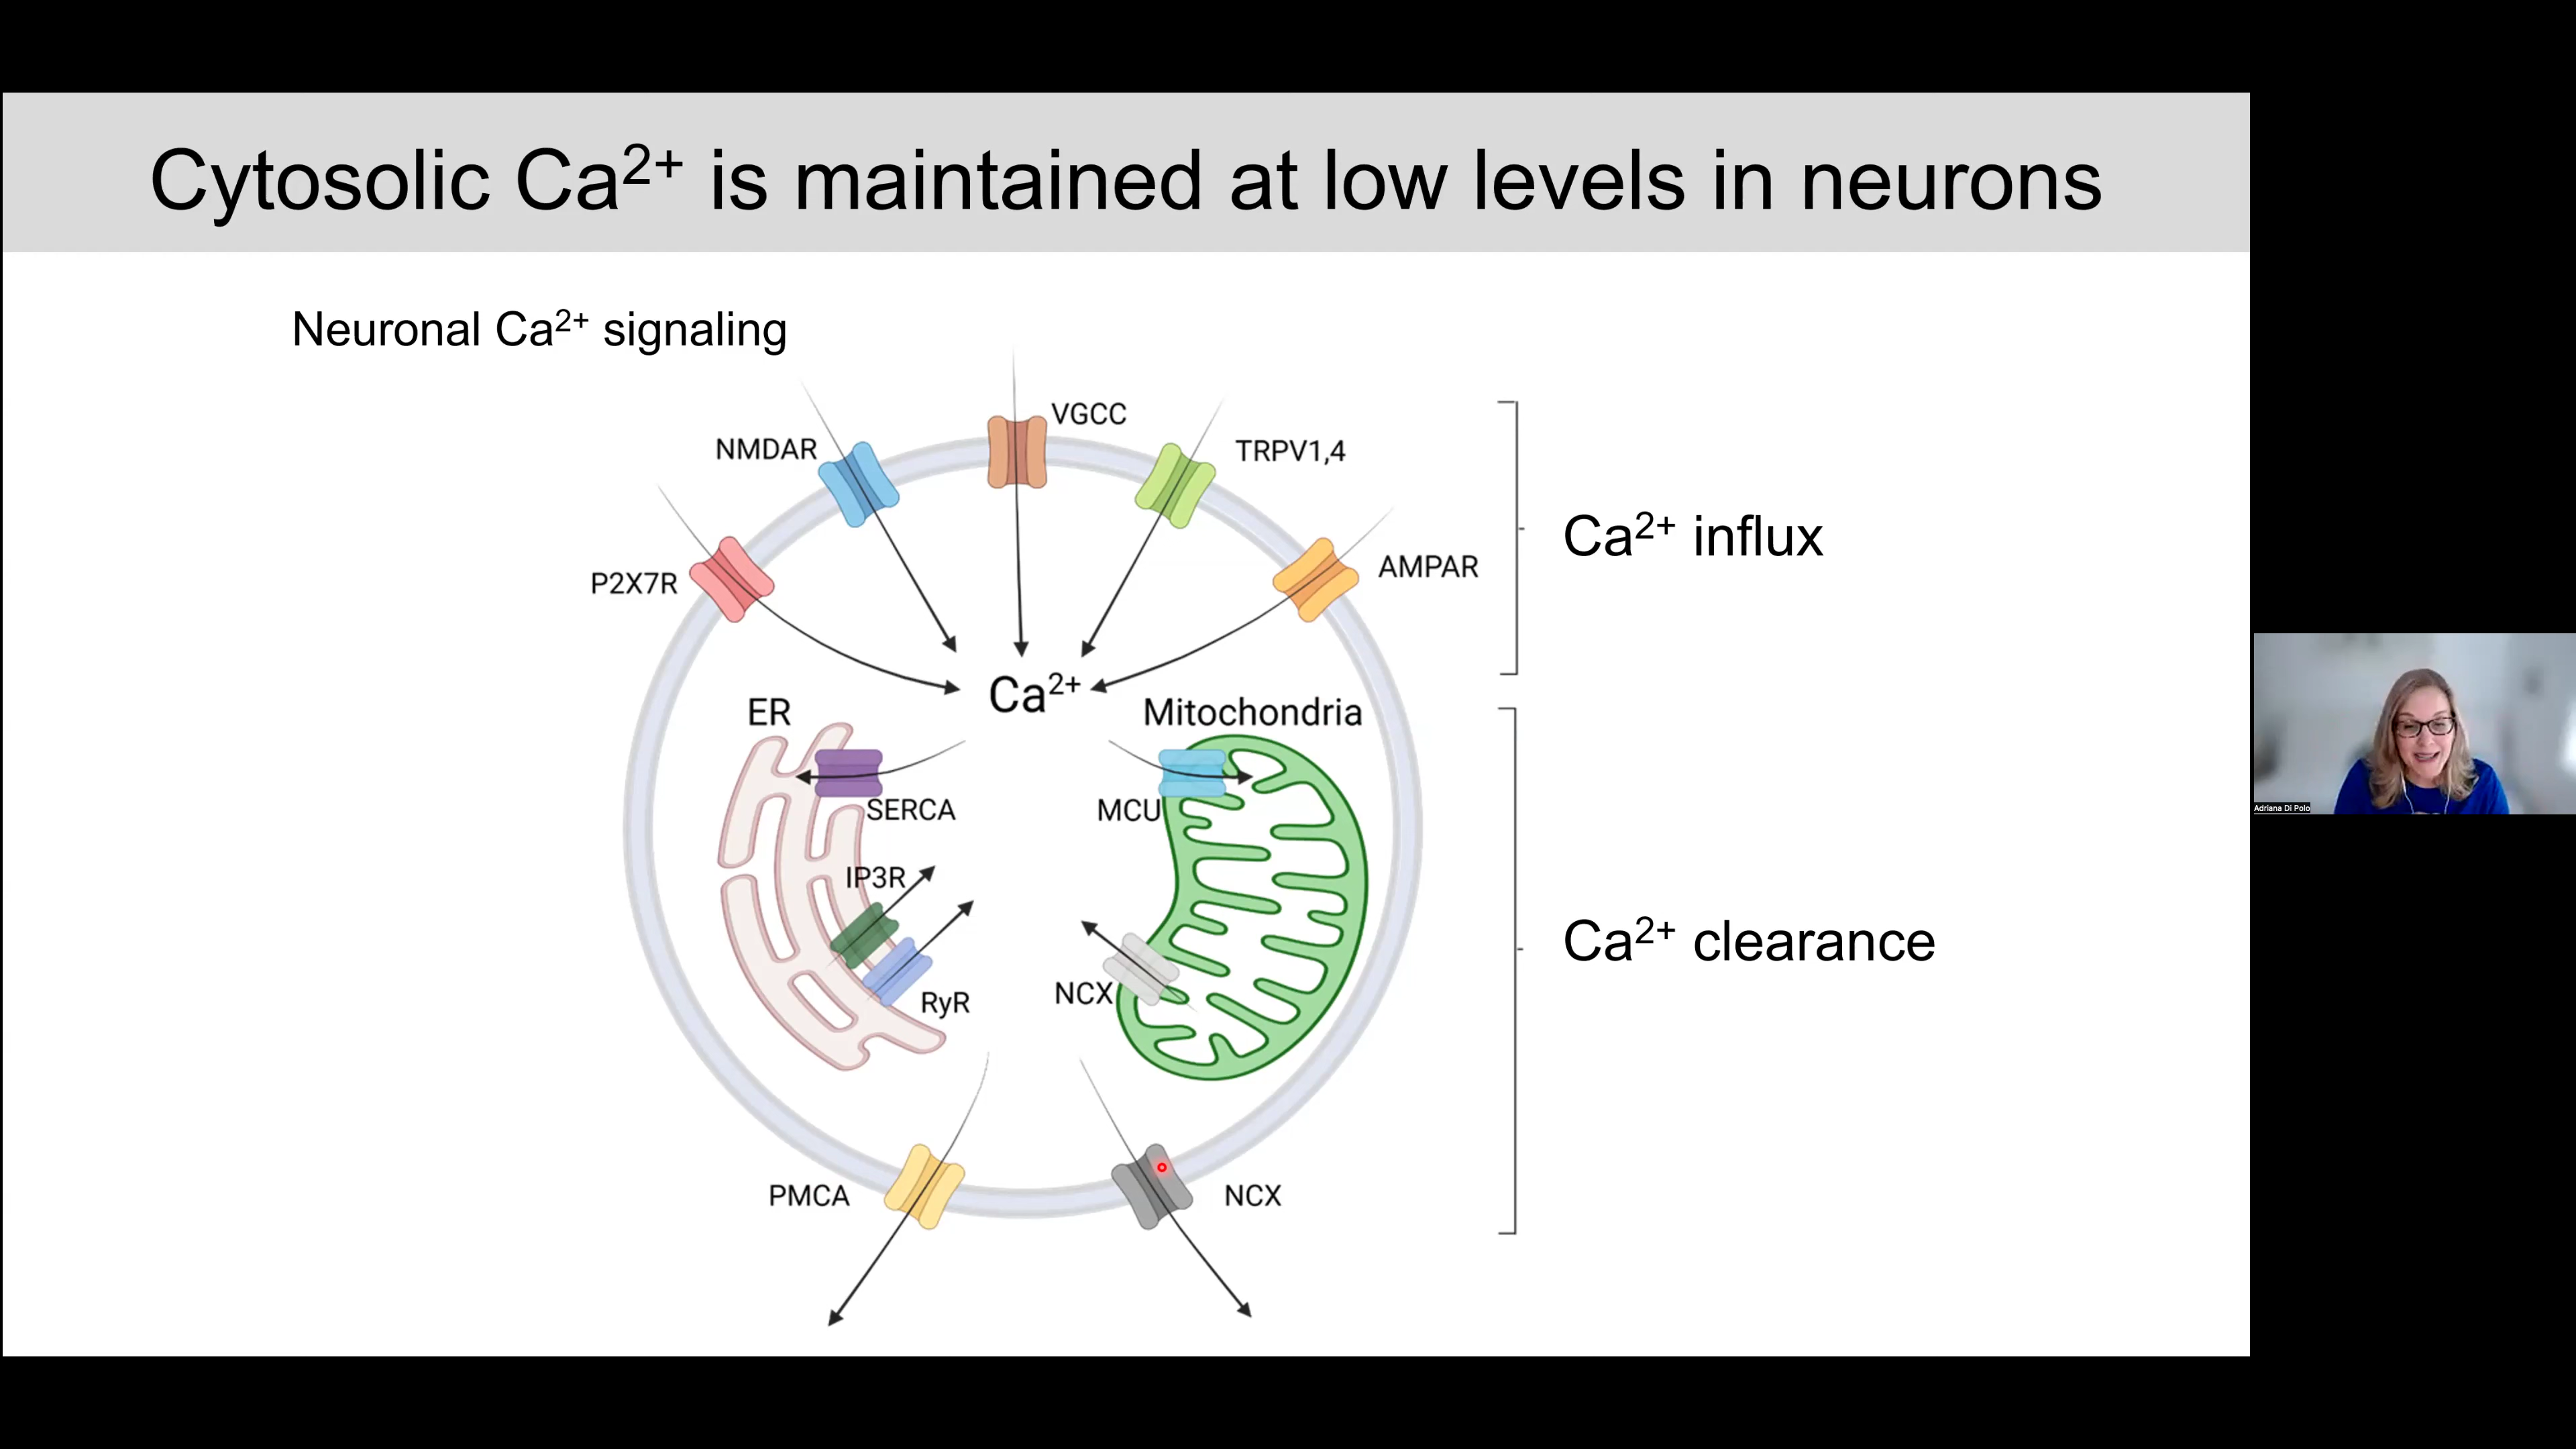 Cytosolic Ca²⁺ is maintained at low levels in neurons
Neuronal Ca²⁺ signaling
VGCC
NMDAR
TRPV1,4
P2X7R
AMPAR
Ca²⁺ influx
Ca²⁺
ER
Mitochondria
SERCA
MCU
IP3R
RyR
NCX
Ca²⁺ clearance
PMCA
NCX
Adriana Di Polo